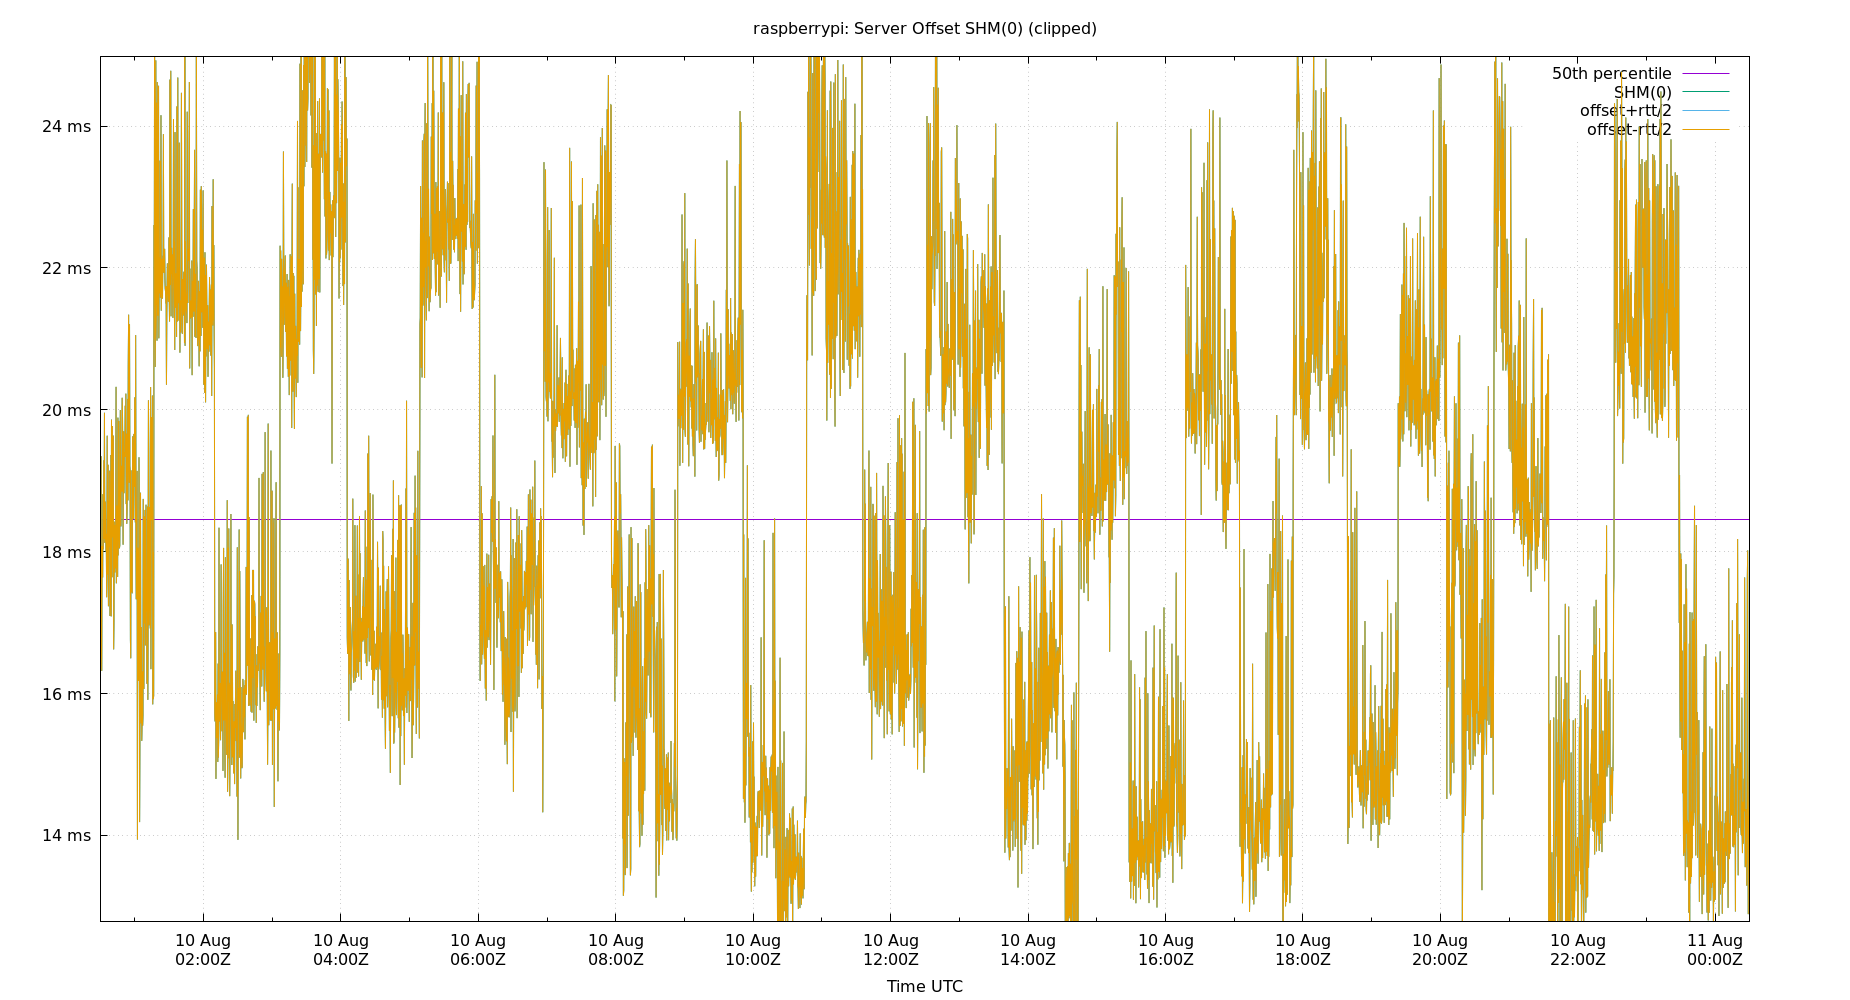 raspberrypi: Server Offset SHM(0) (clipped)
50th percentile
SHM(0)
offset+rtt/2
offset-rtt/2
24 ms
22 ms
20 ms
18 ms
16 ms
14 ms
10 Aug 10 Aug 10 Aug 10 Aug 10 Aug 10 Aug 10 Aug 10 Aug 10 Aug 10 Aug 10 Aug 11 Aug
02:00Z 04:00Z 06:00Z 08:00Z 10:00Z 12:00Z 14:00Z 16:00Z 18:00Z 20:00Z 22:00Z 00:00Z
Time UTC